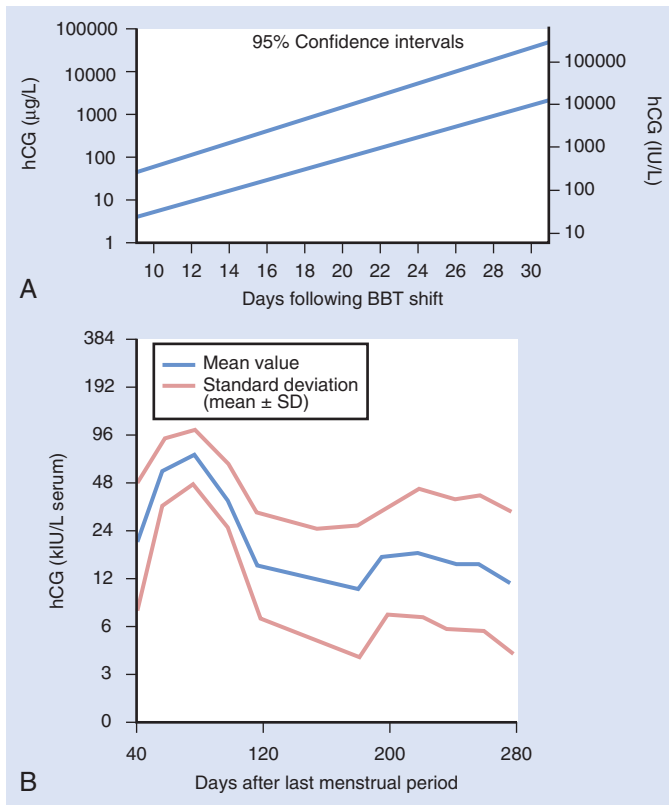 95% Confidence intervals
hCG (µg/L)
100000
10000
1000
100
10
1
hCG (IU/L)
100000
10000
1000
100
10
10 12 14 16 18 20 22 24 26 28 30
Days following BBT shift
A
hCG (kIU/L serum)
384
192
96
48
24
12
6
3
0
Mean value
Standard deviation
(mean ± SD)
40 120 200 280
Days after last menstrual period
B